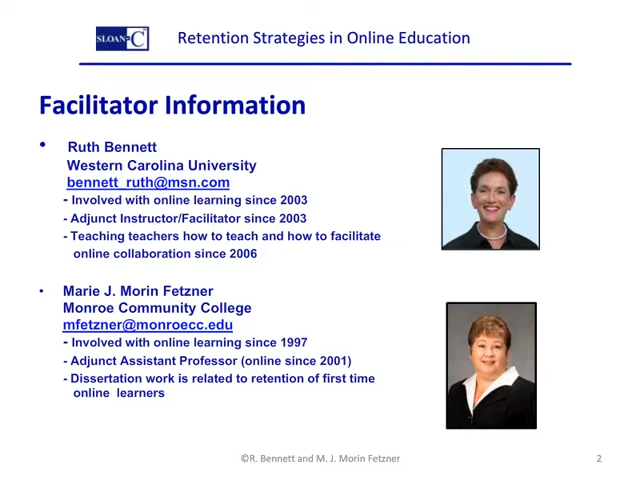 SLOAN-C
Retention Strategies in Online Education
Facilitator Information
• Ruth Bennett
Western Carolina University
bennett_ruth@msn.com
- Involved with online learning since 2003
- Adjunct Instructor/Facilitator since 2003
- Teaching teachers how to teach and how to facilitate
online collaboration since 2006
• Marie J. Morin Fetzner
Monroe Community College
mfetzner@monroecc.edu
- Involved with online learning since 1997
- Adjunct Assistant Professor (online since 2001)
- Dissertation work is related to retention of first time
online learners
©R. Bennett and M. J. Morin Fetzner
2